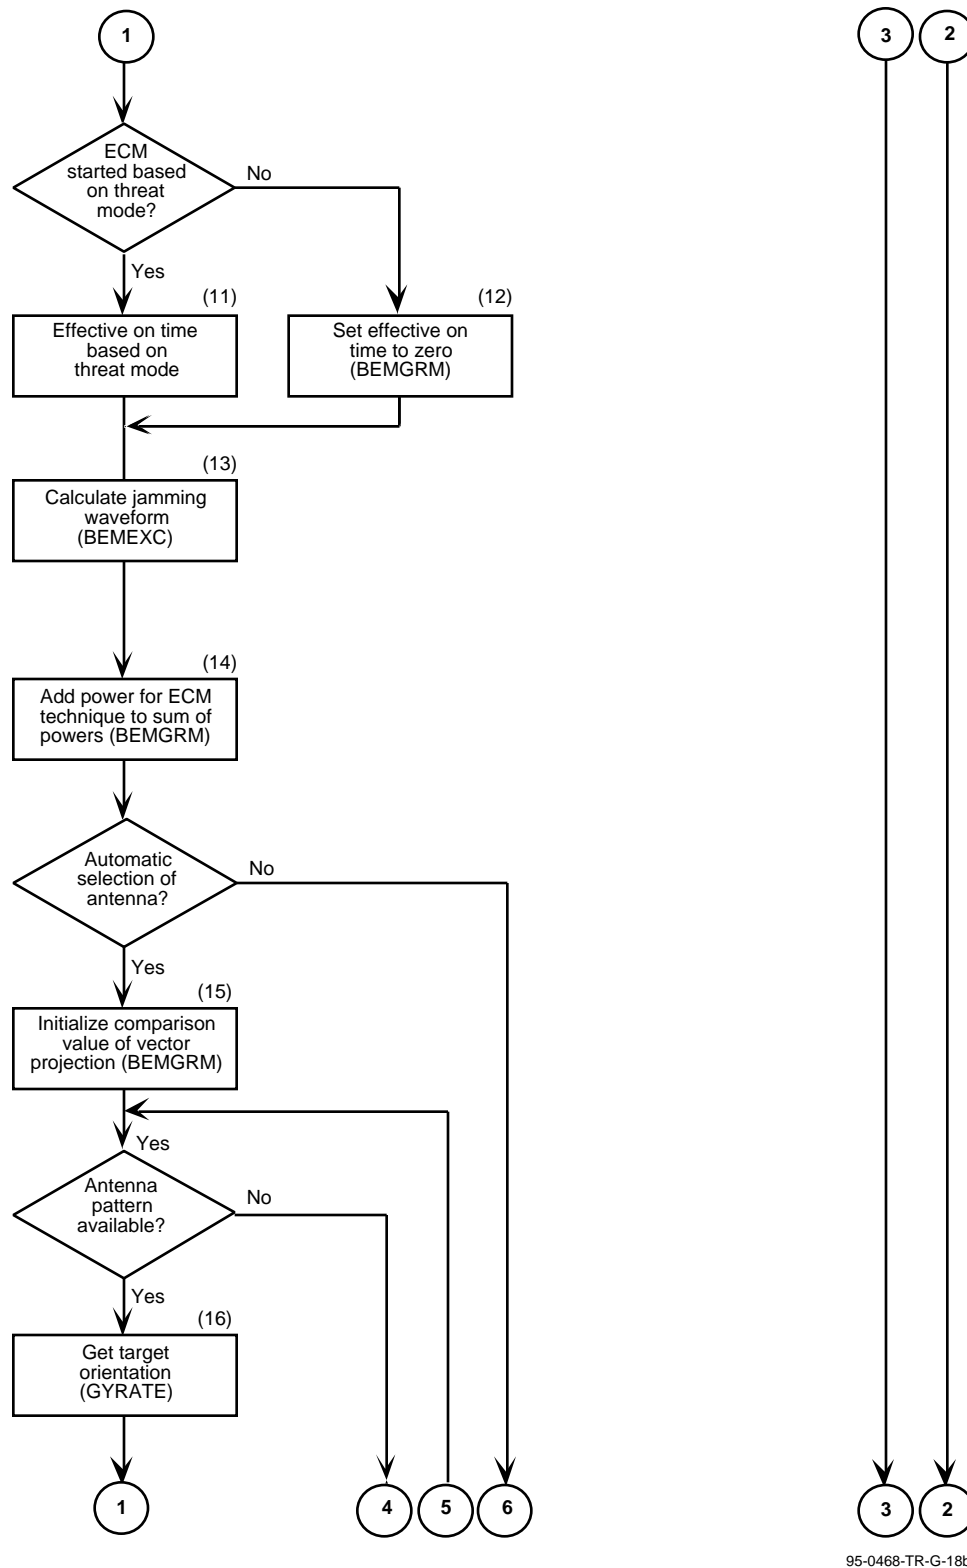 1
3
2
ECM
started based
on threat
mode?
No
Yes
(11)
Effective on time
based on
threat mode
(12)
Set effective on
time to zero
(BEMGRM)
(13)
Calculate jamming
waveform
(BEMEXC)
(14)
Add power for ECM
technique to sum of
powers (BEMGRM)
Automatic
selection of
antenna?
No
Yes
(15)
Initialize comparison
value of vector
projection (BEMGRM)
Yes
Antenna
pattern
available?
No
Yes
(16)
Get target
orientation
(GYRATE)
1
4
5
6
3
2
95-0468-TR-G-18b